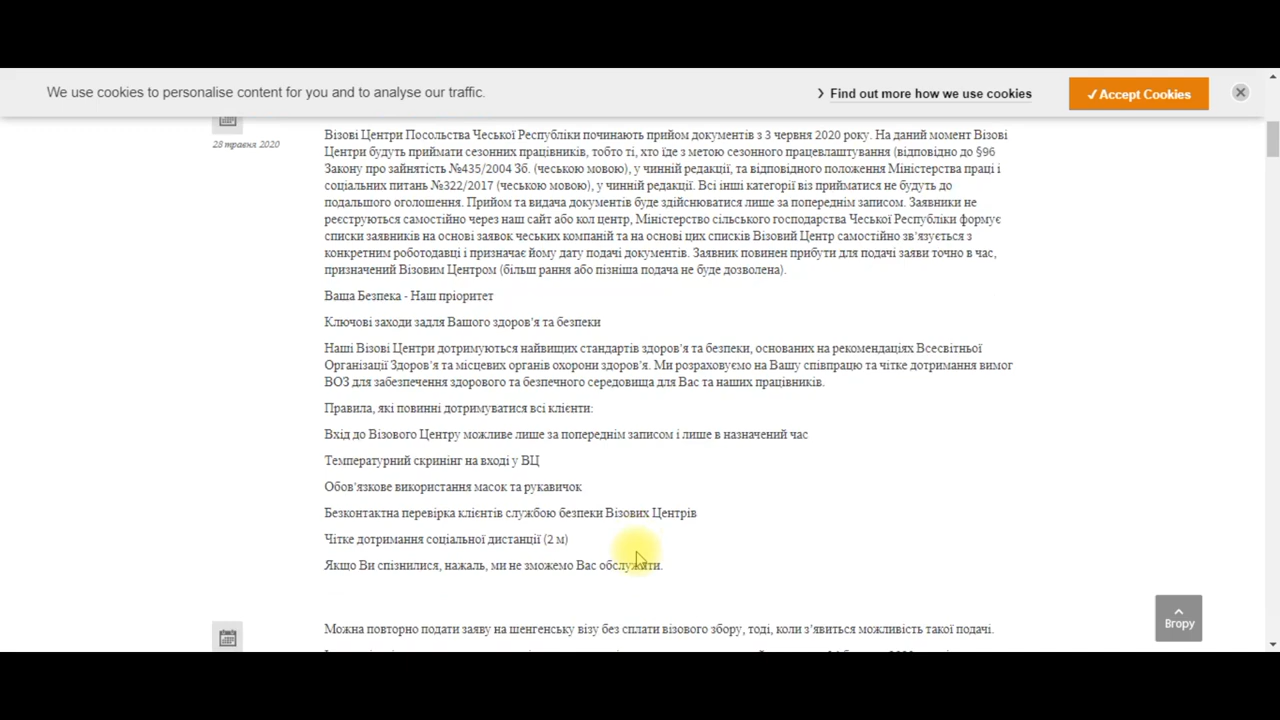 We use cookies to personalise content for you and to analyse our traffic.
Find out more how we use cookies
✓Accept Cookies
28 травня 2020
Візові Центри Посольства Чеської Республіки починають прийом документів з 3 червня 2020 року. На даний момент Візові
Центри будуть приймати сезонних працівників, тобто ті, хто їде з метою сезонного працевлаштування (відповідно до §96
Закону про зайнятість №435/2004 Зб. (чеською мовою), у чинній редакції, та відповідного положення Міністерства праці і
соціальних питань №322/2017 (чеською мовою), у чинній редакції. Всі інші категорії віз прийматися не будуть до
подальшого оголошення. Прийом та видача документів буде здійснюватися лише за попереднім записом. Заявники не
реєструються самостійно через наш сайт або кол центр, Міністерство сільського господарства Чеської Республіки формує
списки заявників на основі заявок чеських компаній та на основі цих списків Візовий Центр самостійно зв'язується з
конкретним роботодавці і призначає йому дату подачі документів. Заявник повинен прибути для подачі заяви точно в час,
призначений Візовим Центром (більш рання або пізніша подача не буде дозволена).
Ваша Безпека - Наш пріоритет
Ключові заходи задля Вашого здоров'я та безпеки
Наші Візові Центри дотримуються найвищих стандартів здоров'я та безпеки, основаних на рекомендаціях Всесвітньої
Організації Здоров'я та місцевих органів охорони здоров'я. Ми розраховуємо на Вашу співпрацю та чітке дотримання вимог
ВОЗ для забезпечення здорового та безпечного середовища для Вас та наших працівників.
Правила, які повинні дотримуватися всі клієнти:
Вхід до Візового Центру можливе лише за попереднім записом і лише в назначений час
Температурний скринінг на вході у ВЦ
Обов'язкове використання масок та рукавичок
Безконтактна перевірка клієнтів службою безпеки Візових Центрів
Чітке дотримання соціальної дистанції (2 м)
Якщо Ви спізнилися, нажаль, ми не зможемо Вас обслужити.
Вгору
Можна повторно подати заяву на шенгенську візу без сплати візового збору, тоді, коли з'явиться можливість такої подачі.